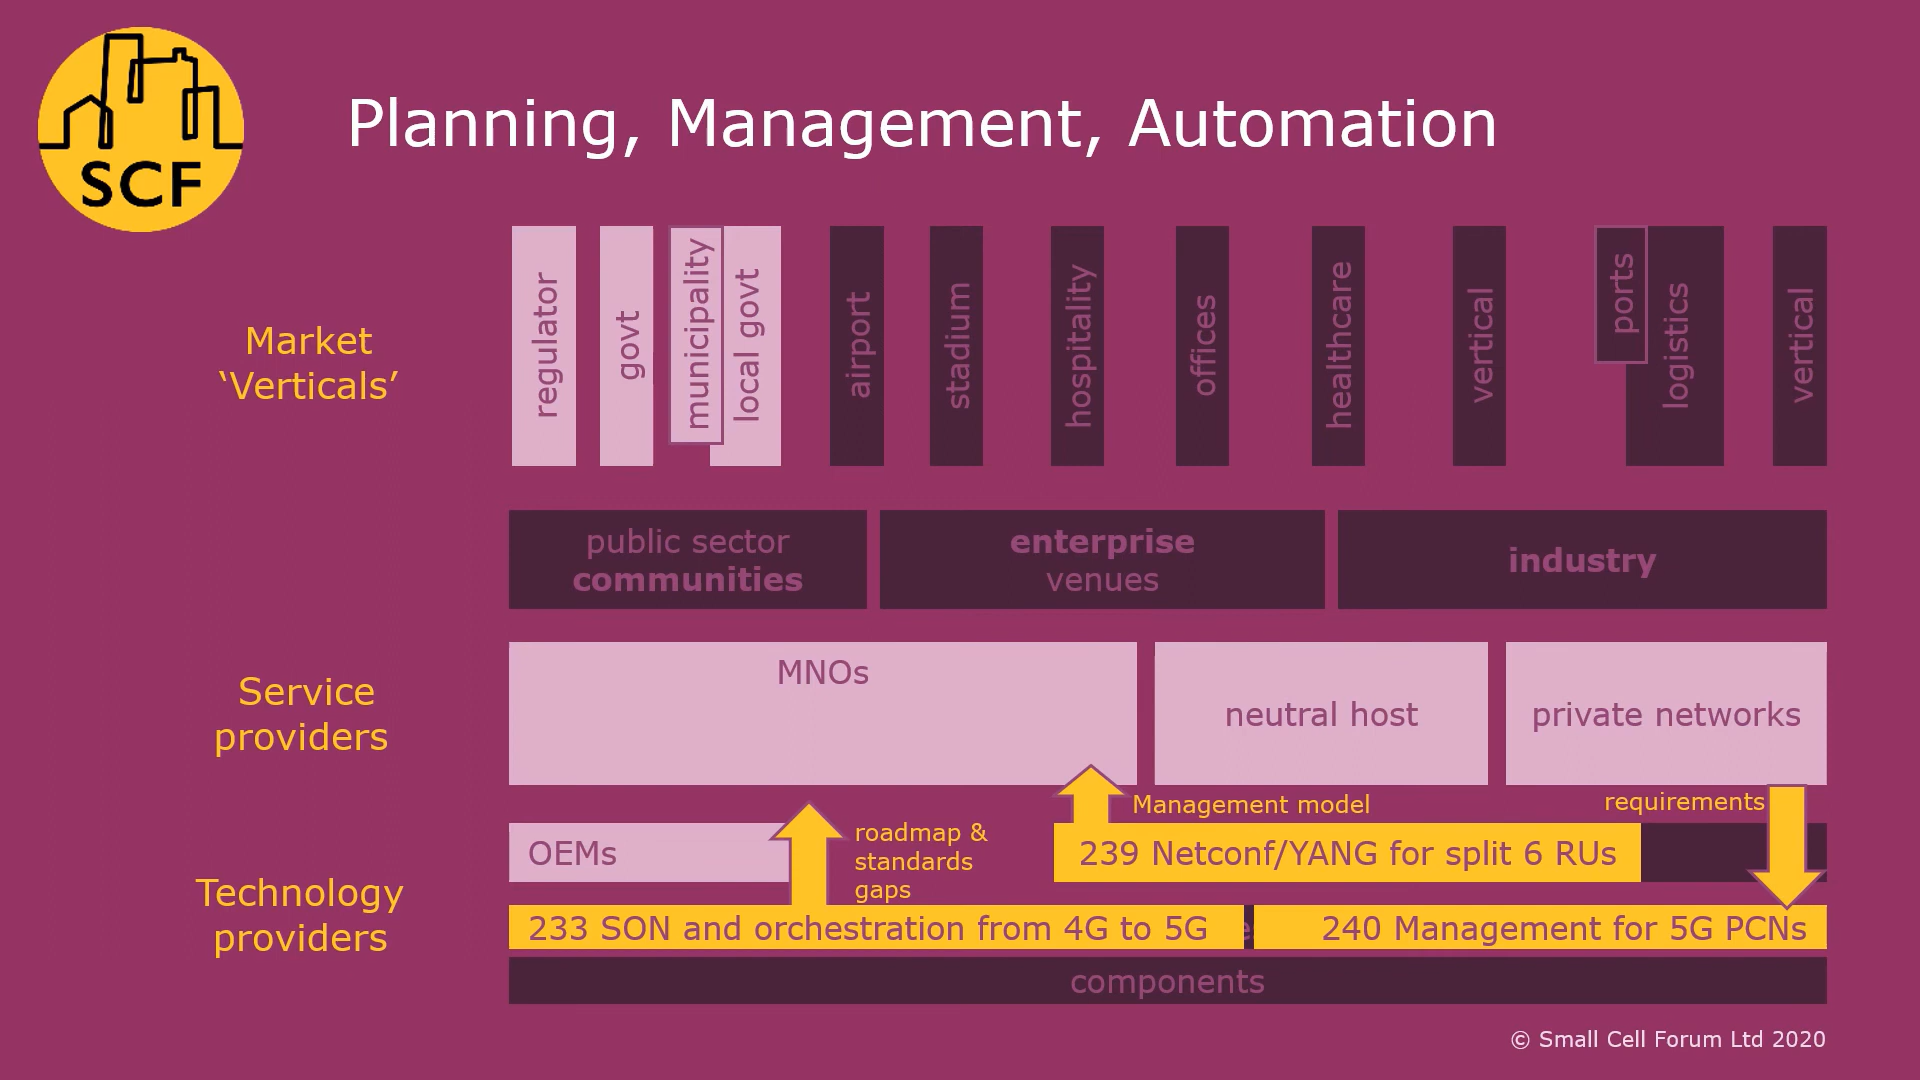 SCF
Planning, Management, Automation
Market
‘Verticals’
regulator
govt
municipality
local govt
airport
stadium
hospitality
offices
healthcare
vertical
ports
logistics
vertical
public sector
communities
enterprise
venues
industry
Service
providers
MNOs
neutral host
private networks
Management model
requirements
Technology
providers
OEMs
roadmap &
standards
gaps
239 Netconf/YANG for split 6 RUs
233 SON and orchestration from 4G to 5G
240 Management for 5G PCNs
components
© Small Cell Forum Ltd 2020